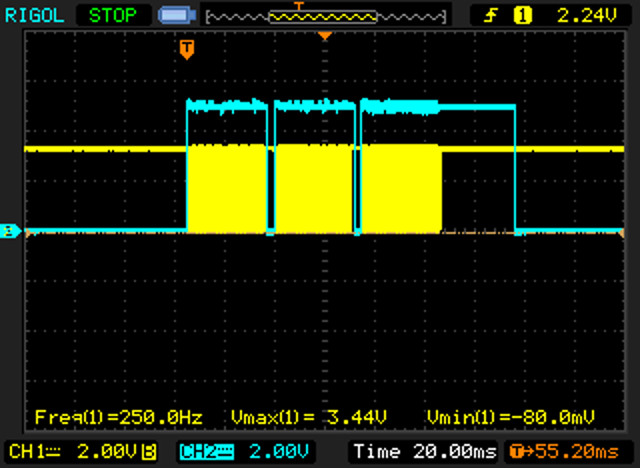 RIGOL STOP T 1 2.24V
T
Freq(1)=250.0Hz Vmax(1)= 3.44V Vmin(1)=-80.0mV
CH1 2.00V B CH2 2.00V Time 20.00ms T→55.20ms